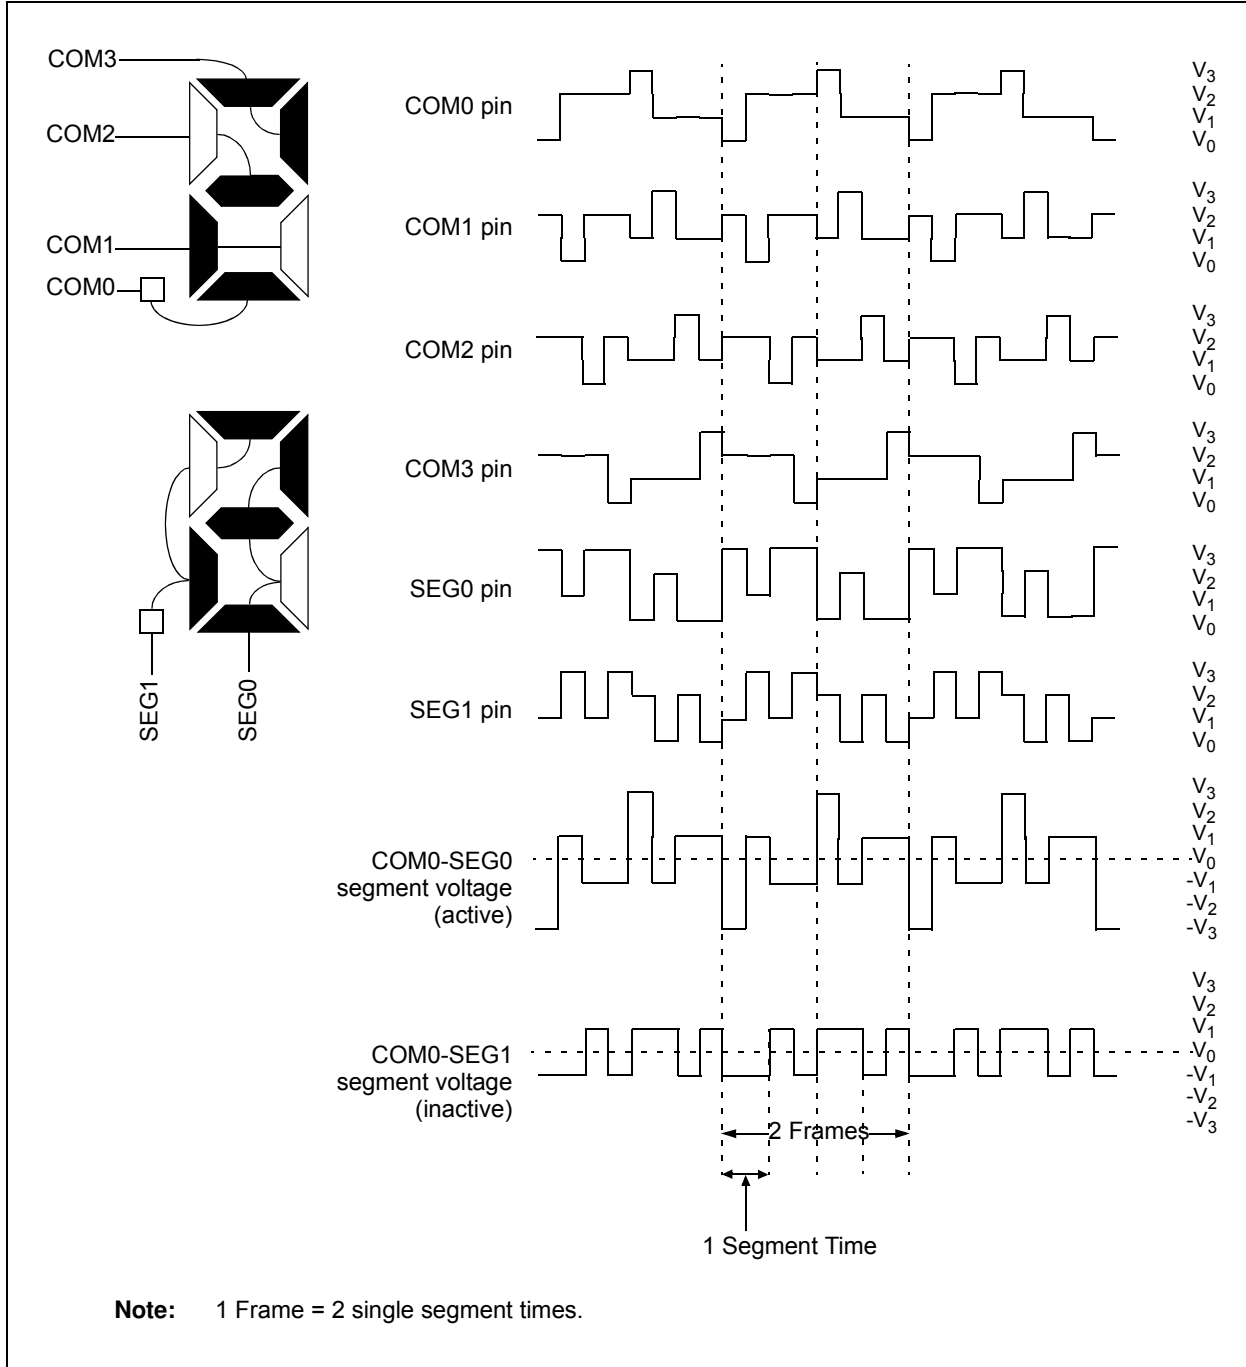 COM3
COM2
COM1
COM0
SEG1
SEG0
COM0 pin
V3
V2
V1
V0
COM1 pin
V3
V2
V1
V0
COM2 pin
V3
V2
V1
V0
COM3 pin
V3
V2
V1
V0
SEG0 pin
V3
V2
V1
V0
SEG1 pin
V3
V2
V1
V0
COM0-SEG0
segment voltage
(active)
V3
V2
V1
V0
-V1
-V2
-V3
COM0-SEG1
segment voltage
(inactive)
V3
V2
V1
V0
-V1
-V2
-V3
2 Frames
1 Segment Time
Note: 1 Frame = 2 single segment times.